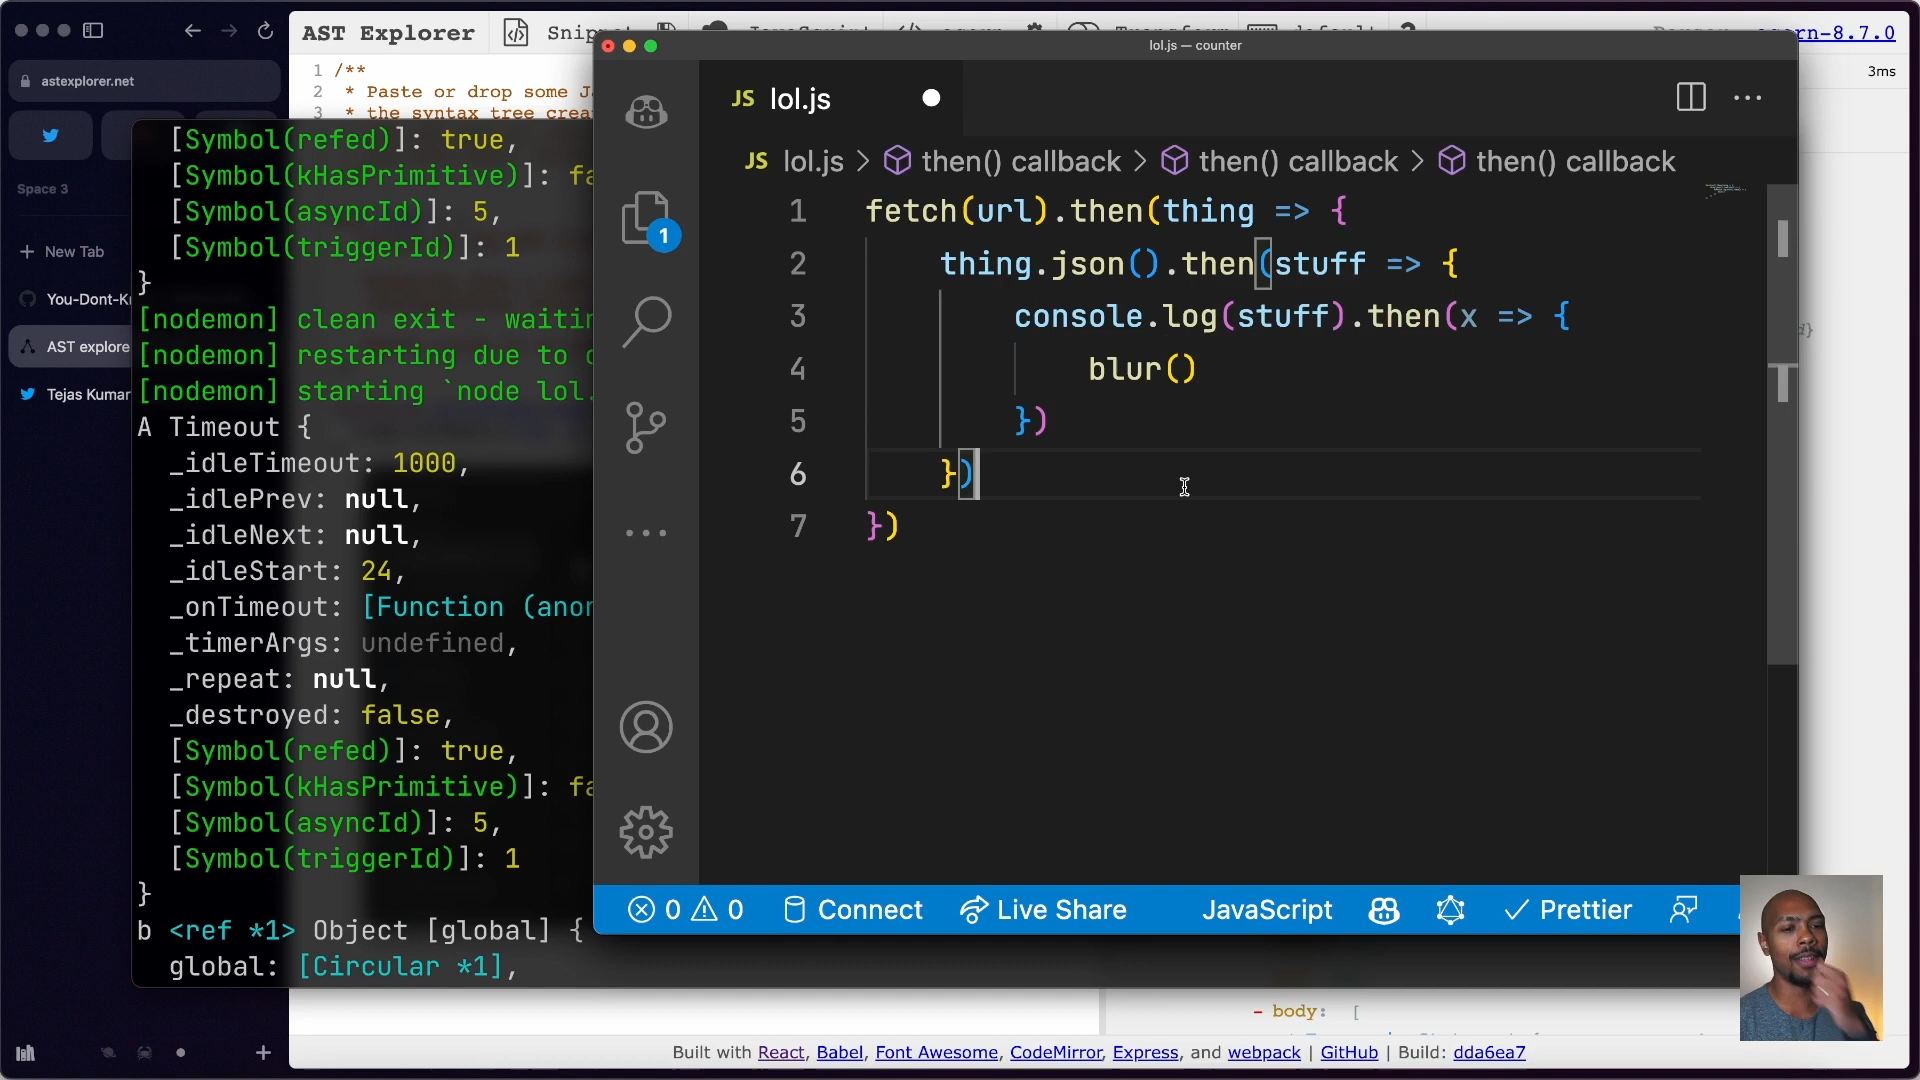 astexplorer.net
Space 3
New Tab
You-Dont-K
AST explore
Tejas Kumar
AST Explorer
Snip
1 /**
2 * Paste or drop some J
3 * the syntax tree crea
rn-8.7.0
3ms
[Symbol(refed)]: true,
[Symbol(kHasPrimitive)]: fa
[Symbol(asyncId)]: 5,
[Symbol(triggerId)]: 1
}
[nodemon] clean exit - waitin
[nodemon] restarting due to c
[nodemon] starting `node lol.
A Timeout {
_idleTimeout: 1000,
_idlePrev: null,
_idleNext: null,
_idleStart: 24,
_onTimeout: [Function (anon
_timerArgs: undefined,
_repeat: null,
_destroyed: false,
[Symbol(refed)]: true,
[Symbol(kHasPrimitive)]: fa
[Symbol(asyncId)]: 5,
[Symbol(triggerId)]: 1
}
b <ref *1> Object [global] {
global: [Circular *1],
lol.js — counter
JS lol.js
JS lol.js > then() callback > then() callback > then() callback
1
1 fetch(url).then(thing => {
2 thing.json().then(stuff => {
3 console.log(stuff).then(x => {
4 blur()
5 })
6 })
7 })
0 0 Connect Live Share JavaScript Prettier
- body: [
Built with React, Babel, Font Awesome, CodeMirror, Express, and webpack | GitHub | Build: dda6ea7